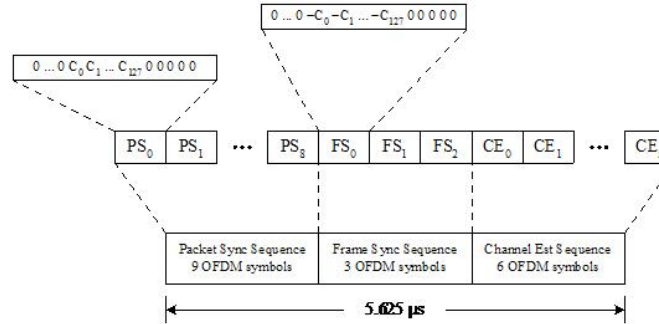 0 ... 0 –C0 –C1 ... –C127 0 0 0 0 0
0 ... 0 C0 C1 ... C127 0 0 0 0 0
PS0 PS1 ••• PS8 FS0 FS1 FS2 CE0 CE1 ••• CE
Packet Sync Sequence
9 OFDM symbols
Frame Sync Sequence
3 OFDM symbols
Channel Est Sequence
6 OFDM symbols
5.625 µs